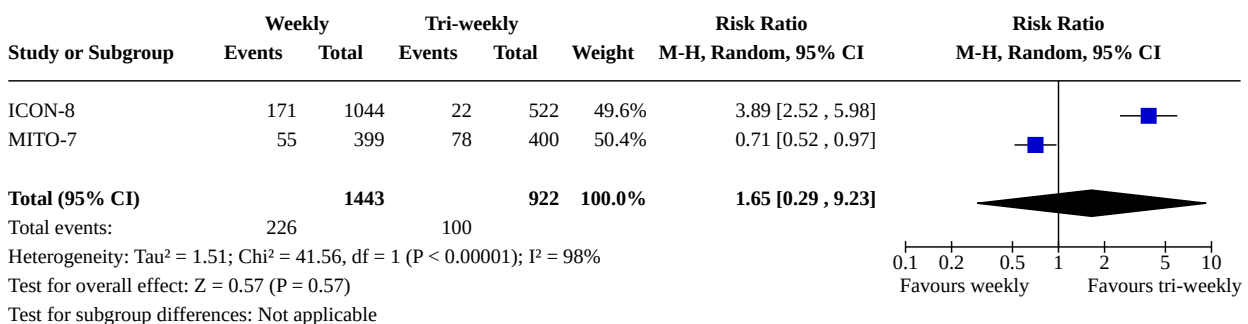 Weekly Tri-weekly Risk Ratio Risk Ratio
Study or Subgroup Events Total Events Total Weight M-H, Random, 95% CI M-H, Random, 95% CI
ICON-8 171 1044 22 522 49.6% 3.89 [2.52 , 5.98]
MITO-7 55 399 78 400 50.4% 0.71 [0.52 , 0.97]
Total (95% CI) 1443 922 100.0% 1.65 [0.29 , 9.23]
Total events: 226 100
Heterogeneity: Tau² = 1.51; Chi² = 41.56, df = 1 (P < 0.00001); I² = 98%
0.1 0.2 0.5 1 2 5 10
Test for overall effect: Z = 0.57 (P = 0.57)
Favours weekly Favours tri-weekly
Test for subgroup differences: Not applicable